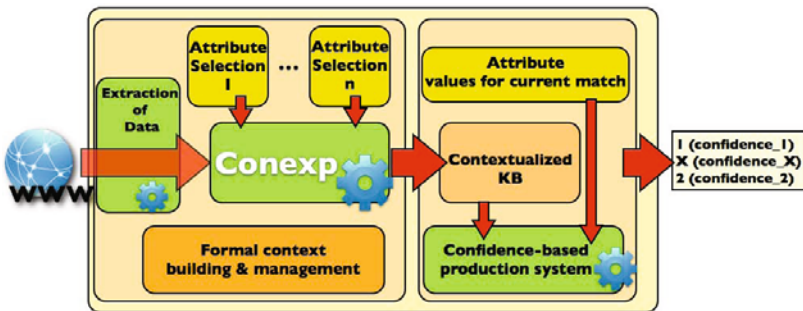 Attribute
Selection
1
...
Attribute
Selection
n
Extraction
of
Data
WWW
Conexp
Formal context
building & management
Attribute
values for current match
Contextualized
KB
Confidence-based
production system
1 (confidence_1)
X (confidence_X)
2 (confidence_2)